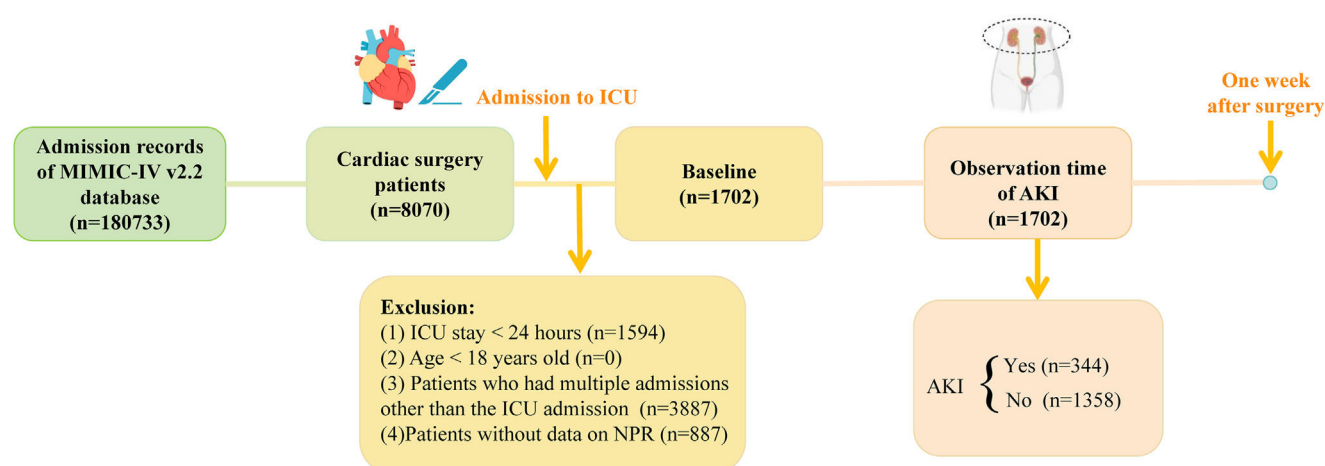 Admission to ICU
One week
after surgery
Admission records
of MIMIC-IV v2.2
database
(n=180733)
Cardiac surgery
patients
(n=8070)
Baseline
(n=1702)
Observation time
of AKI
(n=1702)
Exclusion:
(1) ICU stay < 24 hours (n=1594)
(2) Age < 18 years old (n=0)
(3) Patients who had multiple admissions
other than the ICU admission (n=3887)
(4)Patients without data on NPR (n=887)
AKI { Yes (n=344)
No (n=1358)